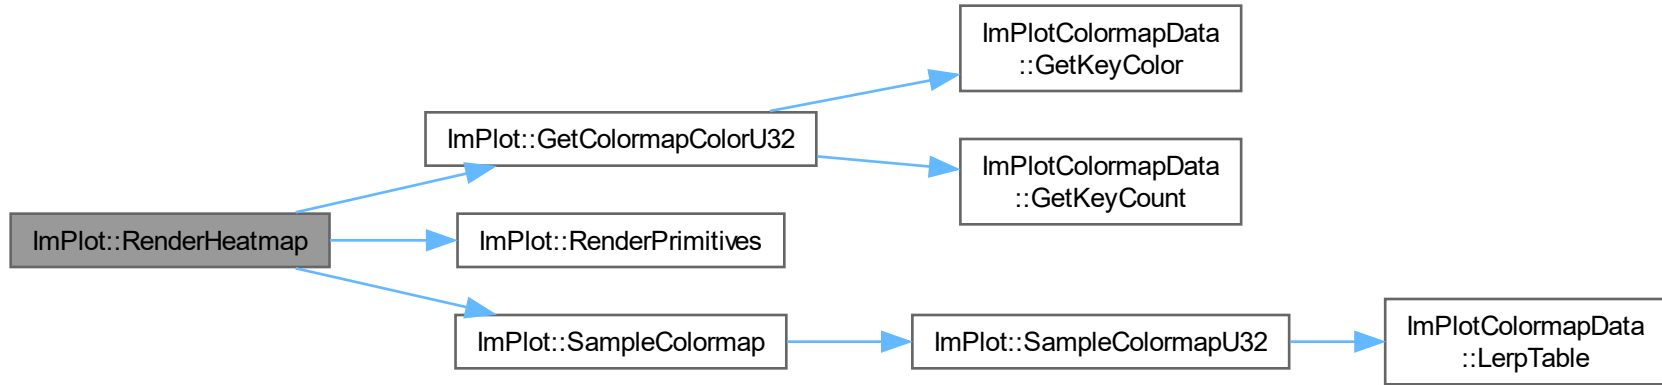 ImPlotColormapData
::GetKeyColor
ImPlot::GetColormapColorU32
ImPlotColormapData
::GetKeyCount
ImPlot::RenderHeatmap
ImPlot::RenderPrimitives
ImPlot::SampleColormap
ImPlot::SampleColormapU32
ImPlotColormapData
::LerpTable